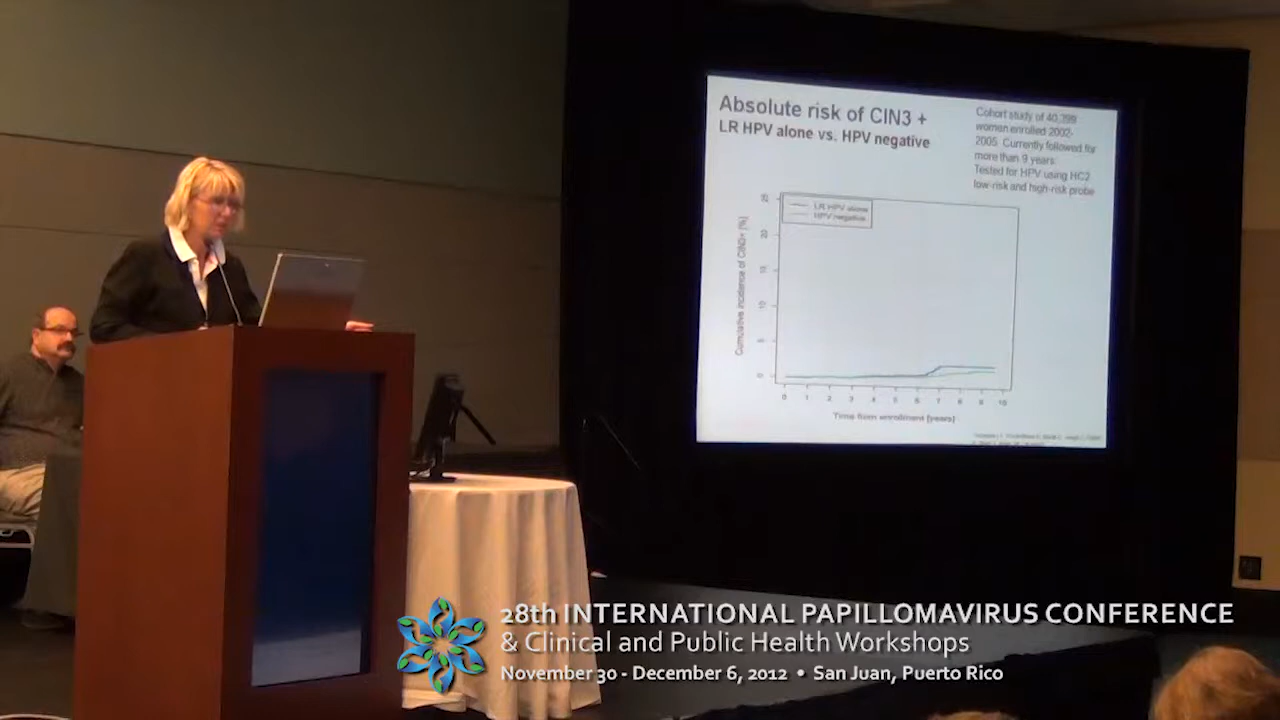 Absolute risk of CIN3 +
LR HPV alone vs. HPV negative
Cohort study of 40,399
women enrolled 2002-
2005. Currently followed for
more than 9 years.
Tested for HPV using HC2
low-risk and high-risk probe
LR HPV alone
HPV negative
Cumulative incidence of CIN3+ [%]
25
20
15
10
5
0
0 1 2 3 4 5 6 7 8 9 10
Time from enrollment [years]
28th INTERNATIONAL PAPILLOMAVIRUS CONFERENCE
& Clinical and Public Health Workshops
November 30 - December 6, 2012 • San Juan, Puerto Rico